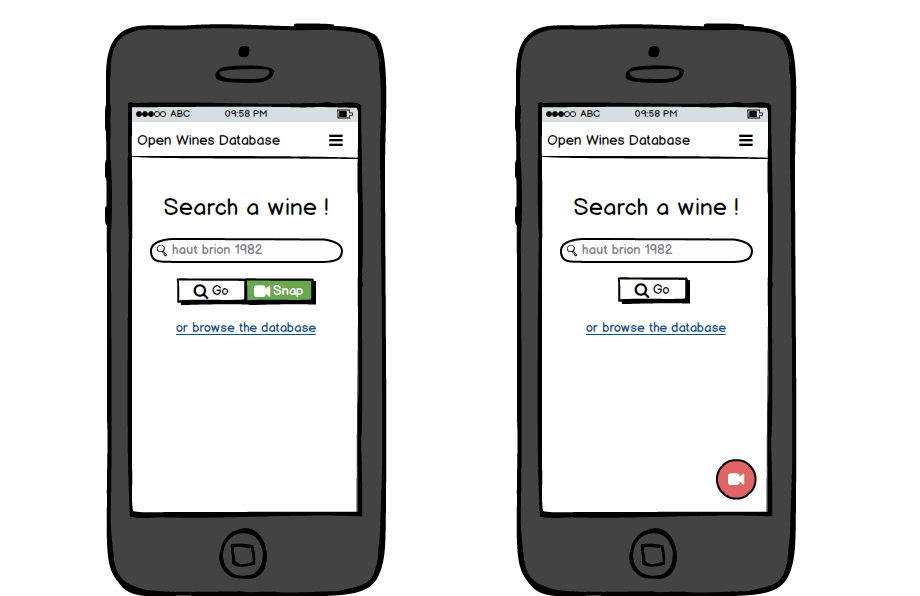 ABC 09:58 PM
Open Wines Database
Search a wine !
haut brion 1982
Go Snap
or browse the database
ABC 09:58 PM
Open Wines Database
Search a wine !
haut brion 1982
Go
or browse the database